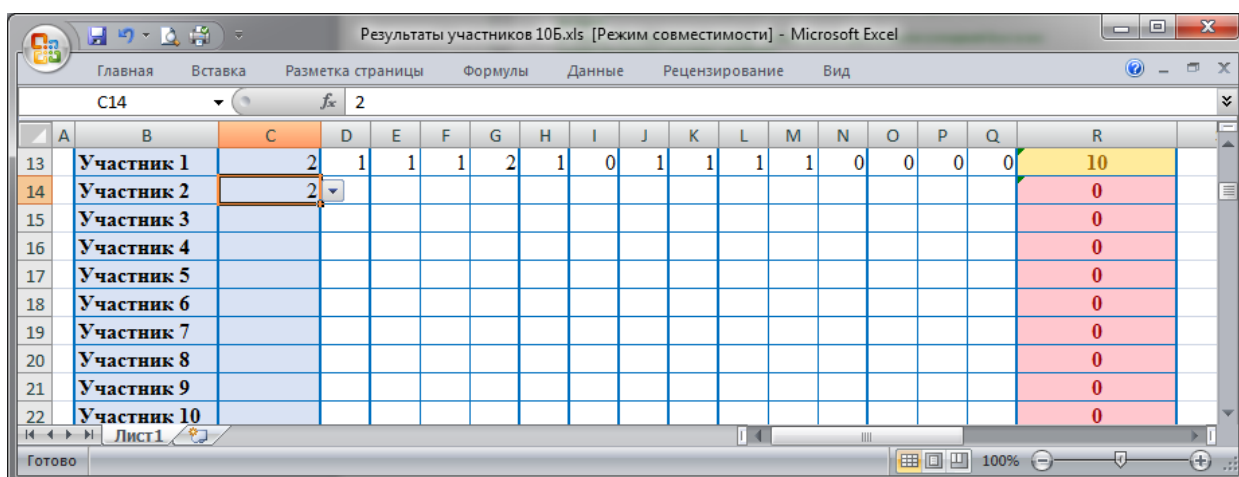 Результаты участников 10Б.xls [Режим совместимости] - Microsoft Excel
Главная Вставка Разметка страницы Формулы Данные Рецензирование Вид
C14 fx 2
A B C D E F G H I J K L M N O P Q R
13 Участник 1 2 1 1 1 2 1 0 1 1 1 1 0 0 0 0 10
14 Участник 2 2 0
15 Участник 3 0
16 Участник 4 0
17 Участник 5 0
18 Участник 6 0
19 Участник 7 0
20 Участник 8 0
21 Участник 9 0
22 Участник 10 0
Лист1
Готово 100%